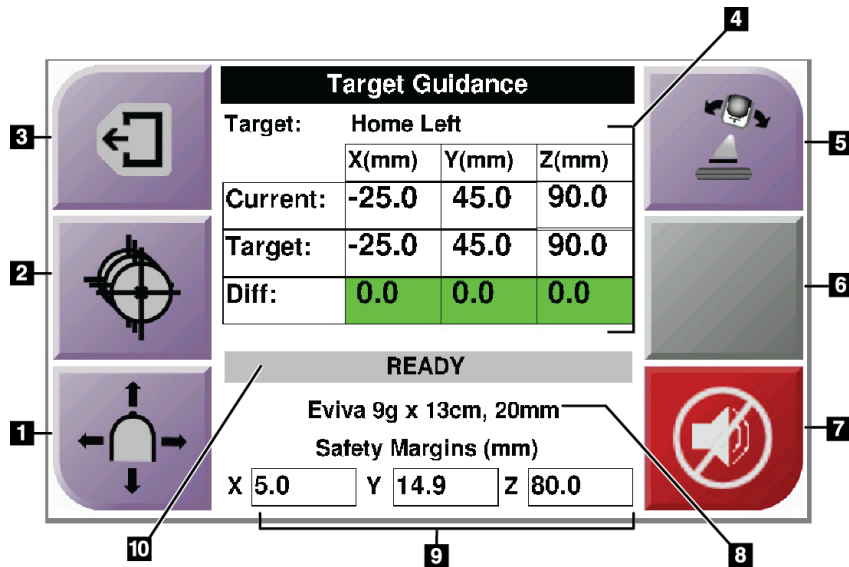 4
Target Guidance
3
Target: Home Left
5
X(mm) Y(mm) Z(mm)
Current: -25.0 45.0 90.0
Target: -25.0 45.0 90.0
2
Diff: 0.0 0.0 0.0
6
READY
Eviva 9g x 13cm, 20mm
1
7
Safety Margins (mm)
X 5.0 Y 14.9 Z 80.0
10
9
8